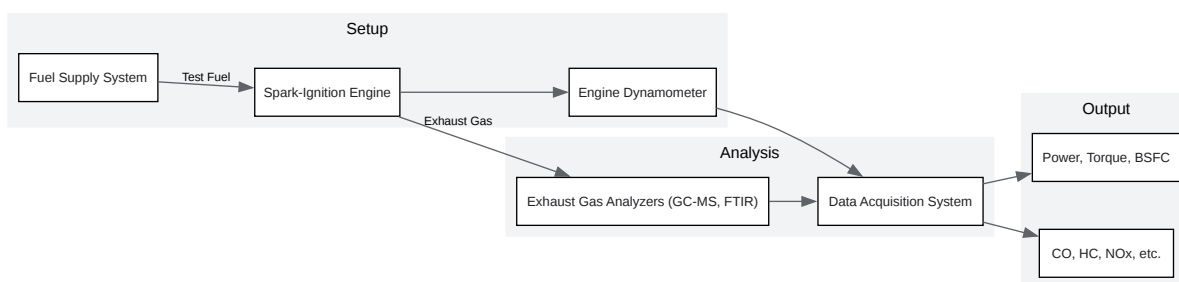 Setup
Fuel Supply System
Test Fuel
Spark-Ignition Engine
Engine Dynamometer
Exhaust Gas
Analysis
Exhaust Gas Analyzers (GC-MS, FTIR)
Data Acquisition System
Output
Power, Torque, BSFC
CO, HC, NOx, etc.